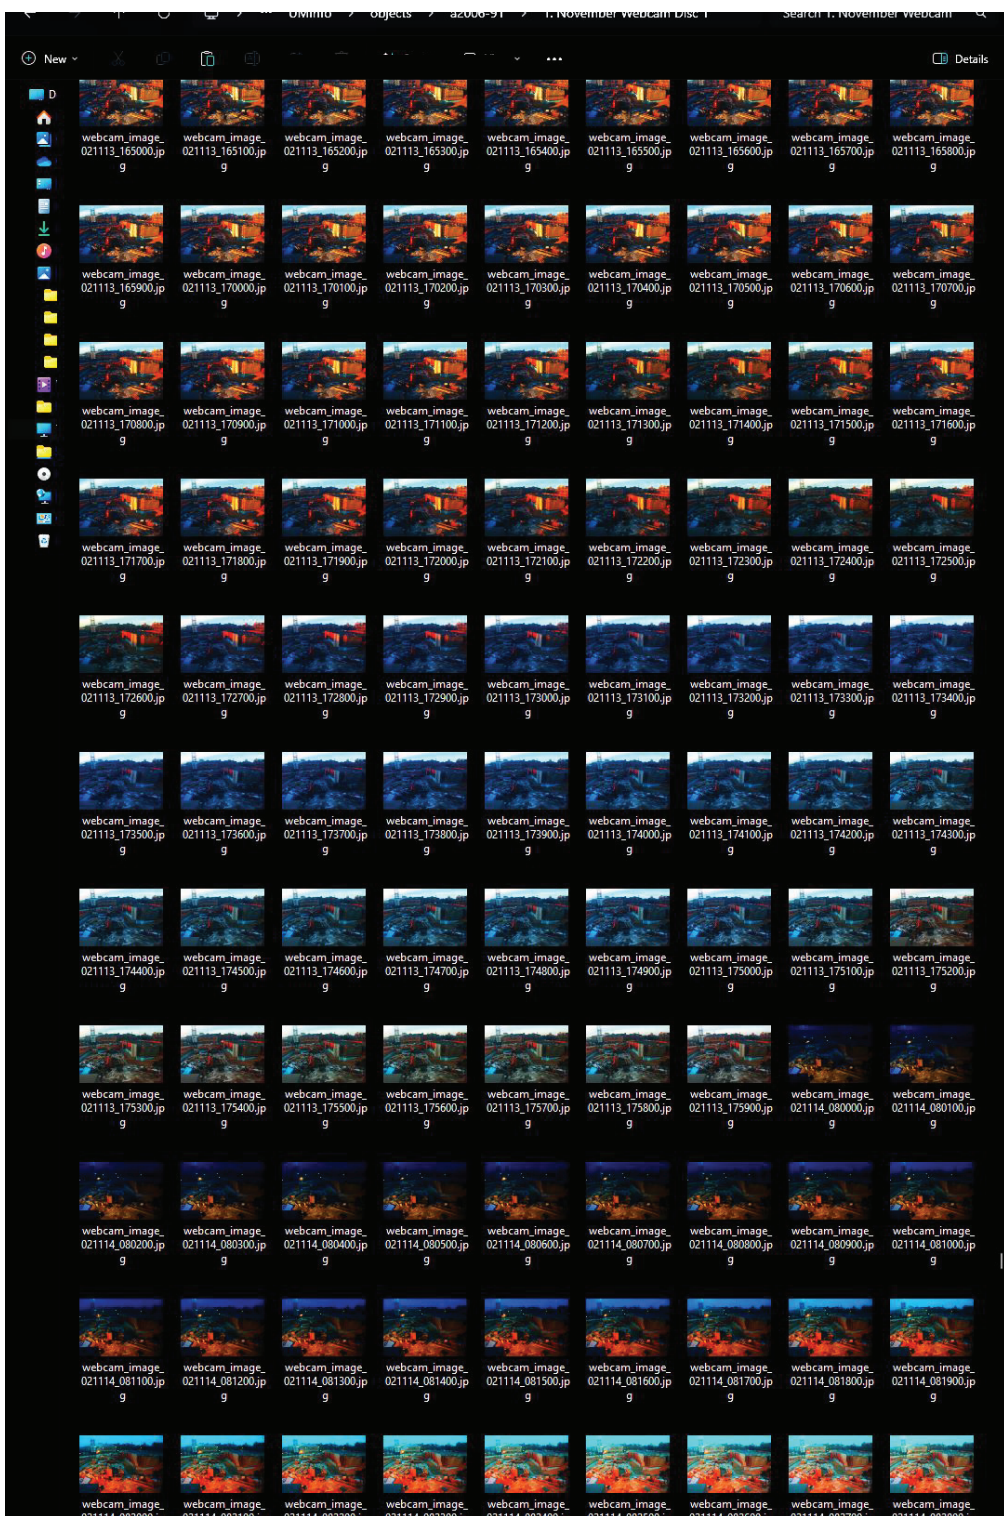 UMinfo > objects > a2006-91 > 1. November Webcam Disc 1 Search 1. November Webcam
New ... Details
D
webcam_image_ webcam_image_ webcam_image_ webcam_image_ webcam_image_ webcam_image_ webcam_image_ webcam_image_ webcam_image_
021113_165000.jp 021113_165100.jp 021113_165200.jp 021113_165300.jp 021113_165400.jp 021113_165500.jp 021113_165600.jp 021113_165700.jp 021113_165800.jp
g g g g g g g g g
webcam_image_ webcam_image_ webcam_image_ webcam_image_ webcam_image_ webcam_image_ webcam_image_ webcam_image_ webcam_image_
021113_165900.jp 021113_170000.jp 021113_170100.jp 021113_170200.jp 021113_170300.jp 021113_170400.jp 021113_170500.jp 021113_170600.jp 021113_170700.jp
g g g g g g g g g
webcam_image_ webcam_image_ webcam_image_ webcam_image_ webcam_image_ webcam_image_ webcam_image_ webcam_image_ webcam_image_
021113_170800.jp 021113_170900.jp 021113_171000.jp 021113_171100.jp 021113_171200.jp 021113_171300.jp 021113_171400.jp 021113_171500.jp 021113_171600.jp
g g g g g g g g g
webcam_image_ webcam_image_ webcam_image_ webcam_image_ webcam_image_ webcam_image_ webcam_image_ webcam_image_ webcam_image_
021113_171700.jp 021113_171800.jp 021113_171900.jp 021113_172000.jp 021113_172100.jp 021113_172200.jp 021113_172300.jp 021113_172400.jp 021113_172500.jp
g g g g g g g g g
webcam_image_ webcam_image_ webcam_image_ webcam_image_ webcam_image_ webcam_image_ webcam_image_ webcam_image_ webcam_image_
021113_172600.jp 021113_172700.jp 021113_172800.jp 021113_172900.jp 021113_173000.jp 021113_173100.jp 021113_173200.jp 021113_173300.jp 021113_173400.jp
g g g g g g g g g
webcam_image_ webcam_image_ webcam_image_ webcam_image_ webcam_image_ webcam_image_ webcam_image_ webcam_image_ webcam_image_
021113_173500.jp 021113_173600.jp 021113_173700.jp 021113_173800.jp 021113_173900.jp 021113_174000.jp 021113_174100.jp 021113_174200.jp 021113_174300.jp
g g g g g g g g g
webcam_image_ webcam_image_ webcam_image_ webcam_image_ webcam_image_ webcam_image_ webcam_image_ webcam_image_ webcam_image_
021113_174400.jp 021113_174500.jp 021113_174600.jp 021113_174700.jp 021113_174800.jp 021113_174900.jp 021113_175000.jp 021113_175100.jp 021113_175200.jp
g g g g g g g g g
webcam_image_ webcam_image_ webcam_image_ webcam_image_ webcam_image_ webcam_image_ webcam_image_ webcam_image_ webcam_image_
021113_175300.jp 021113_175400.jp 021113_175500.jp 021113_175600.jp 021113_175700.jp 021113_175800.jp 021113_175900.jp 021114_080000.jp 021114_080100.jp
g g g g g g g g g
webcam_image_ webcam_image_ webcam_image_ webcam_image_ webcam_image_ webcam_image_ webcam_image_ webcam_image_ webcam_image_
021114_080200.jp 021114_080300.jp 021114_080400.jp 021114_080500.jp 021114_080600.jp 021114_080700.jp 021114_080800.jp 021114_080900.jp 021114_081000.jp
g g g g g g g g g
webcam_image_ webcam_image_ webcam_image_ webcam_image_ webcam_image_ webcam_image_ webcam_image_ webcam_image_ webcam_image_
021114_081100.jp 021114_081200.jp 021114_081300.jp 021114_081400.jp 021114_081500.jp 021114_081600.jp 021114_081700.jp 021114_081800.jp 021114_081900.jp
g g g g g g g g g
webcam_image_ webcam_image_ webcam_image_ webcam_image_ webcam_image_ webcam_image_ webcam_image_ webcam_image_ webcam_image_